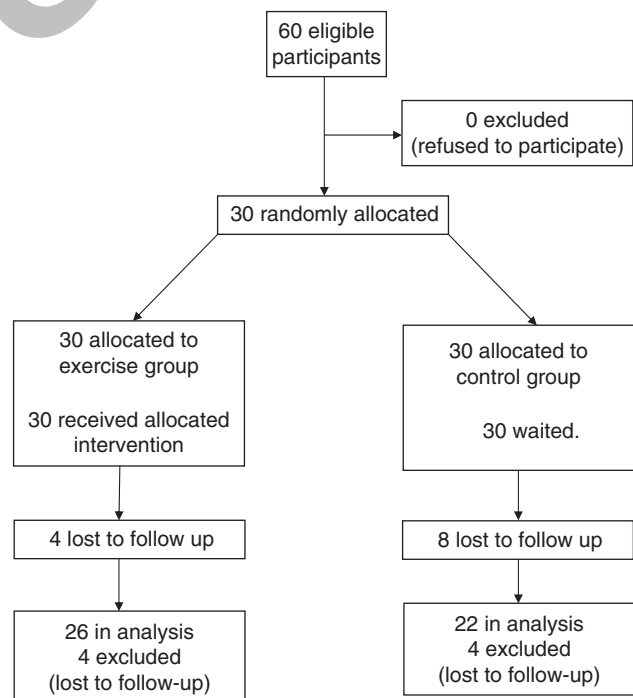 60 eligible
participants
0 excluded
(refused to participate)
30 randomly allocated
30 allocated to
exercise group
30 received allocated
intervention
30 allocated to
control group
30 waited.
4 lost to follow up
8 lost to follow up
26 in analysis
4 excluded
(lost to follow-up)
22 in analysis
4 excluded
(lost to follow-up)